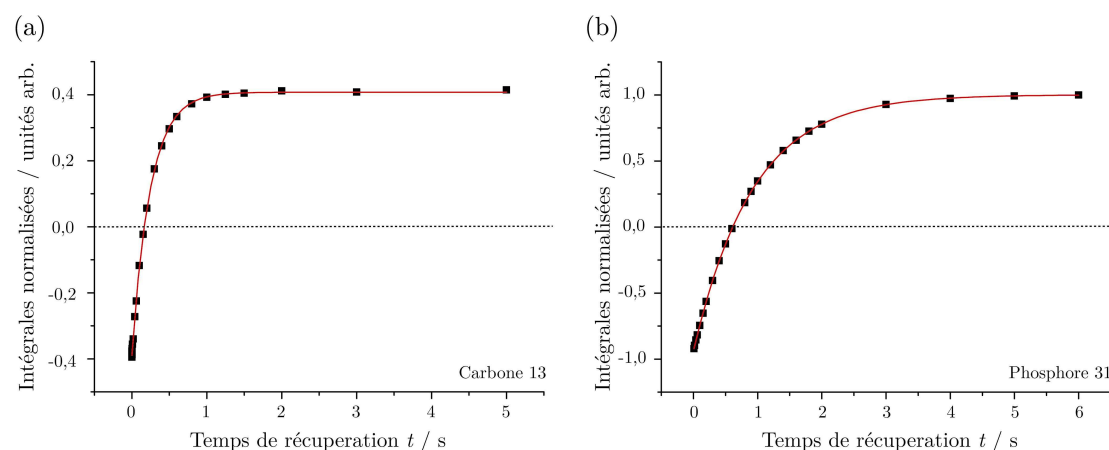 (a)
Intégrales normalisées / unités arb.
0,4
0,2
0,0
-0,2
-0,4
Carbone 13
0
1
2
3
4
5
Temps de récuperation t / s
(b)
Intégrales normalisées / unités arb.
1,0
0,5
0,0
-0,5
-1,0
Phosphore 31
0
1
2
3
4
5
6
Temps de récuperation t / s